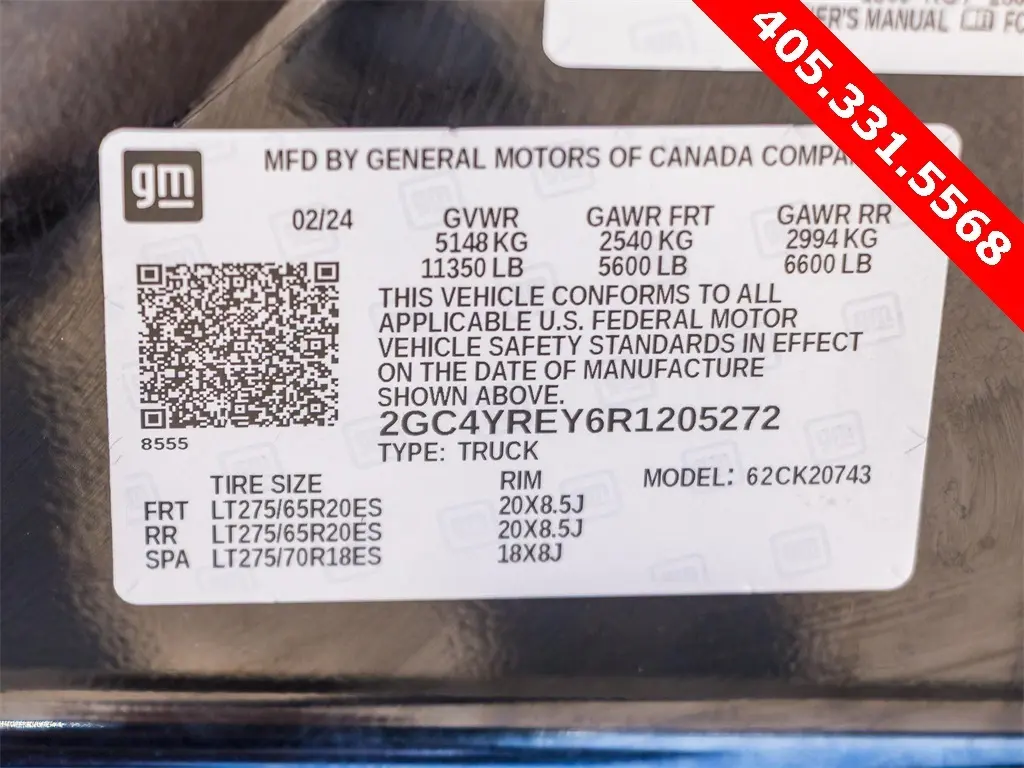 NER'S MANUAL
405.331.5568
gm
MFD BY GENERAL MOTORS OF CANADA
02/24 GVWR GAWR FRT GAWR RR
5148 KG 2540 KG 2994 KG
11350 LB 5600 LB 6600 LB
THIS VEHICLE CONFORMS TO ALL
APPLICABLE U.S. FEDERAL MOTOR
VEHICLE SAFETY STANDARDS IN EFFECT
ON THE DATE OF MANUFACTURE
SHOWN ABOVE.
2GC4YREY6R1205272
8555
TYPE: TRUCK
TIRE SIZE RIM MODEL: 62CK20743
FRT LT275/65R20ES 20X8.5J
RR LT275/65R20ES 20X8.5J
SPA LT275/70R18ES 18X8J